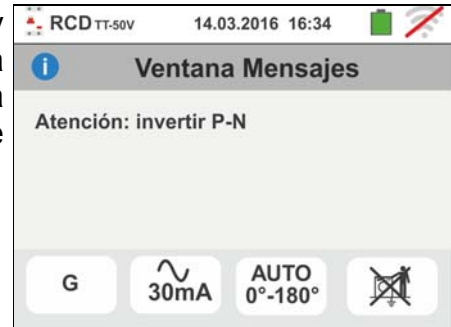 RCD TT-50V 14.03.2016 16:34
Ventana Mensajes
Atención: invertir P-N
G
30mA
AUTO
0°-180°